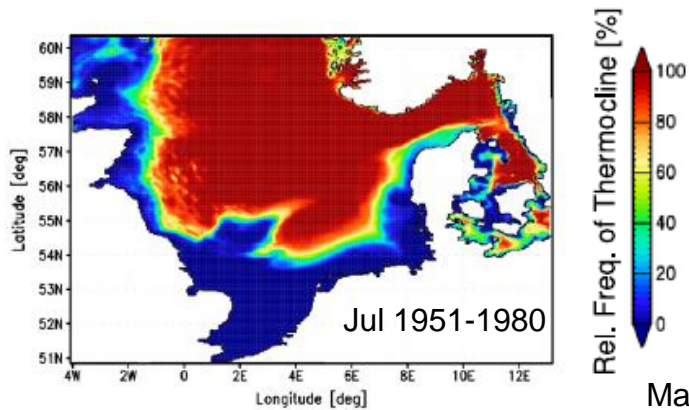 60N
59N
58N
57N
56N
55N
54N
53N
52N
51N
Latitude [deg]
4W 2W 0 2E 4E 6E 8E 10E 12E
Longitude [deg]
Jul 1951-1980
Rel. Freq. of Thermocline [%]
100
80
60
40
20
0
Ma